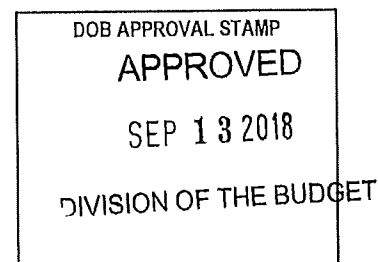 DOB APPROVAL STAMP
APPROVED
SEP 13 2018
DIVISION OF THE BUDGET